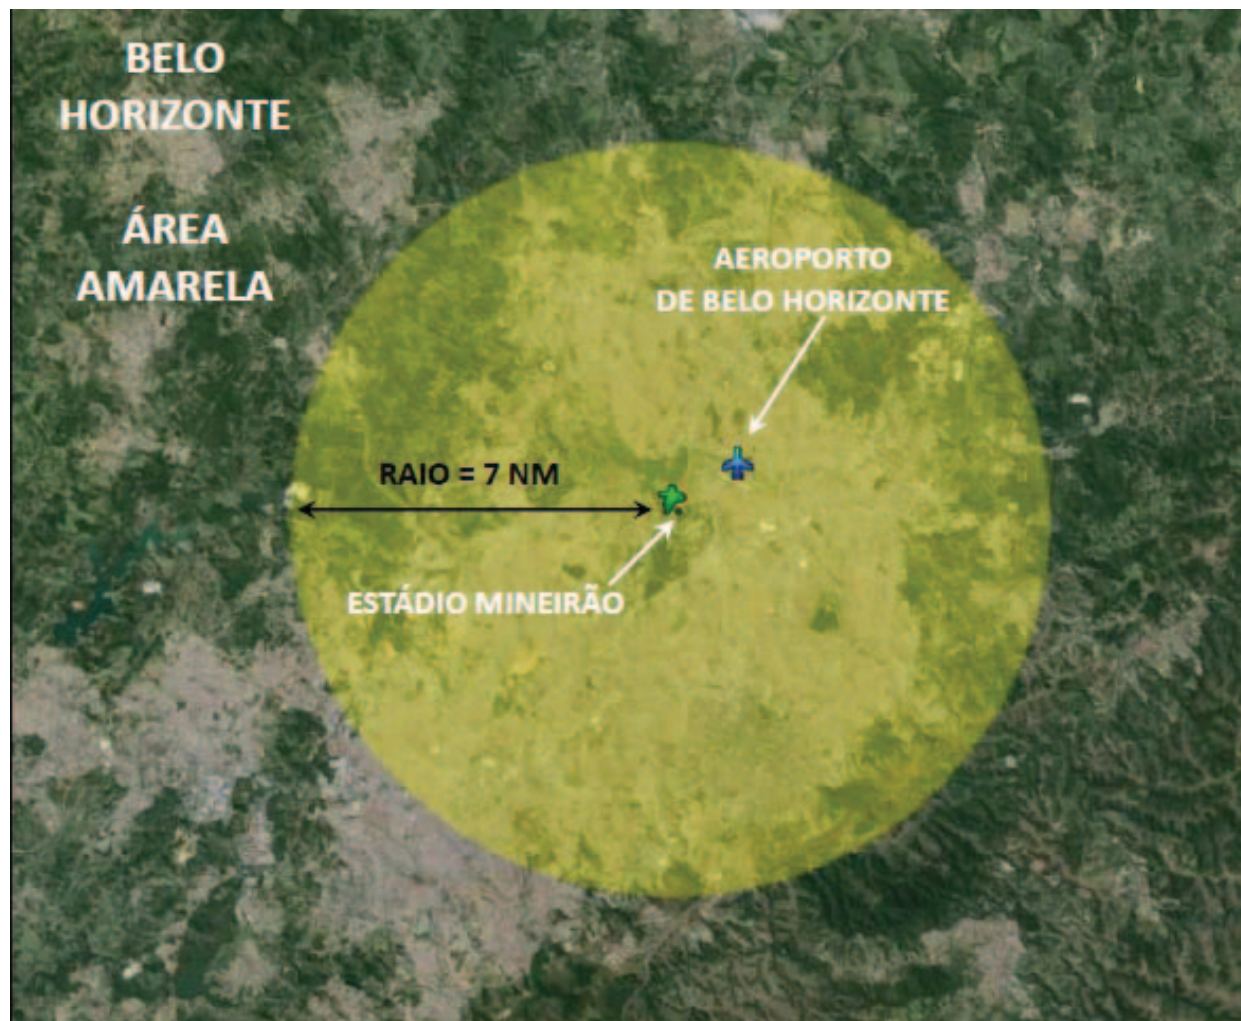 BELO
HORIZONTE
ÁREA
AMARELA
AEROPORTO
DE BELO HORIZONTE
RAIO = 7 NM
ESTÁDIO MINEIRÃO